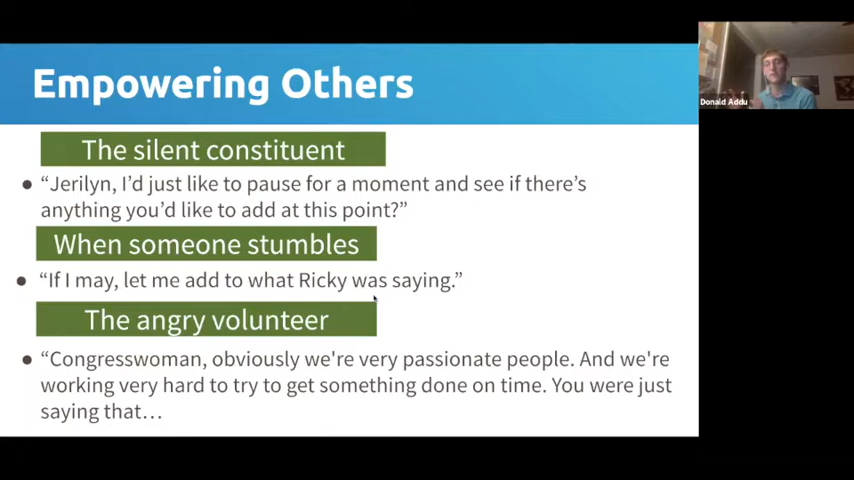 Empowering Others
Donald Addu
The silent constituent
● “Jerilyn, I’d just like to pause for a moment and see if there’s
anything you’d like to add at this point?”
When someone stumbles
● “If I may, let me add to what Ricky was saying.”
The angry volunteer
● “Congresswoman, obviously we're very passionate people. And we're
working very hard to try to get something done on time. You were just
saying that…